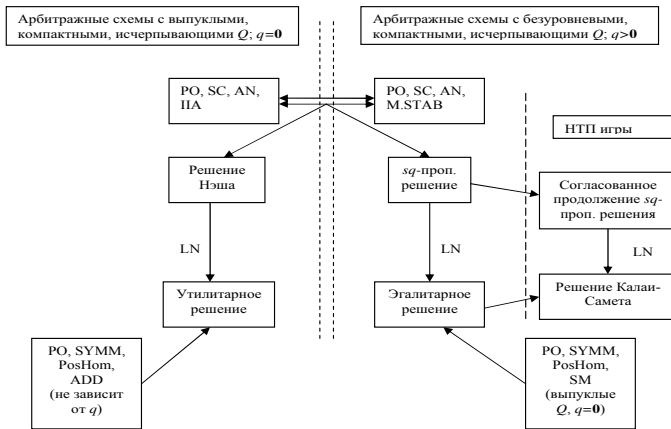 Арбитражные схемы с выпуклыми,
компактными, исчерпывающими Q; q=0
Арбитражные схемы с безуровневыми,
компактными, исчерпывающими Q; q>0
PO, SC, AN,
IIA
PO, SC, AN,
M.STAB
НТП игры
Решение
Нэша
sq-проп.
решение
Согласованное
продолжение sq-
проп. решения
LN
LN
LN
Утилитарное
решение
Эгалитарное
решение
Решение Калаи-
Самета
PO, SYMM,
PosHom,
ADD
(не зависит
от q)
PO, SYMM,
PosHom,
SM
(выпуклые
Q, q=0)